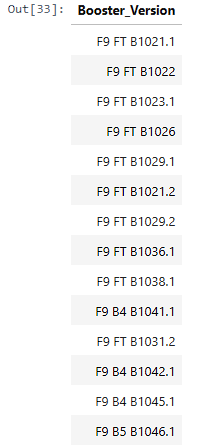 Out[33]: Booster_Version
F9 FT B1021.1
F9 FT B1022
F9 FT B1023.1
F9 FT B1026
F9 FT B1029.1
F9 FT B1021.2
F9 FT B1029.2
F9 FT B1036.1
F9 FT B1038.1
F9 B4 B1041.1
F9 FT B1031.2
F9 B4 B1042.1
F9 B4 B1045.1
F9 B5 B1046.1